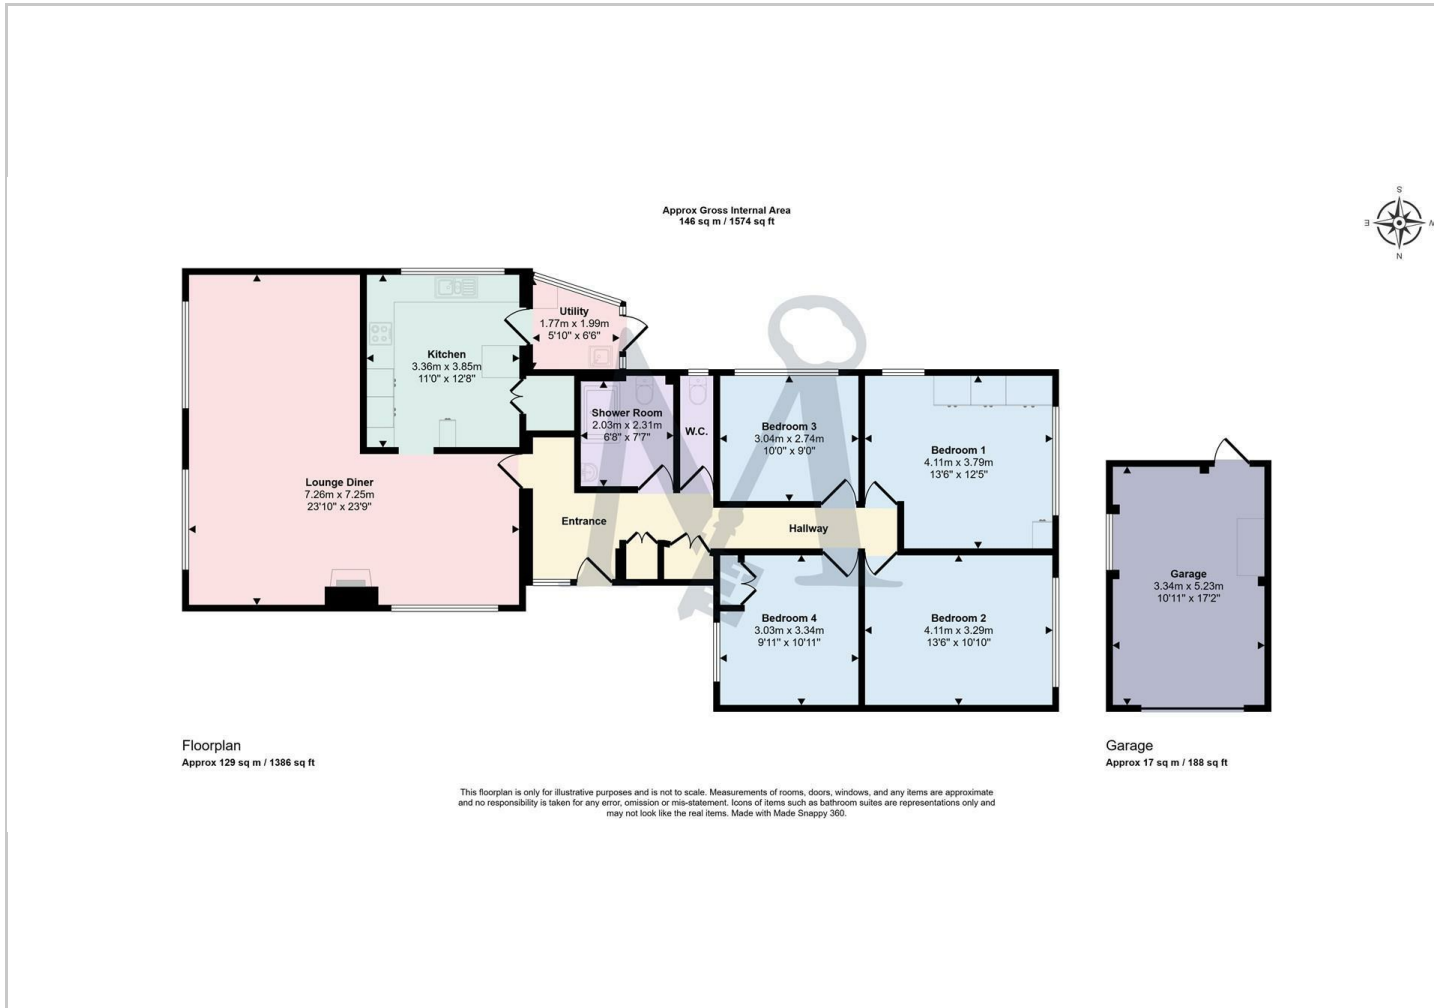 Approx Gross Internal Area
146 sq m / 1574 sq ft
S
E
W
N
Utility
1.77m x 1.99m
5'10" x 6'6"
Kitchen
3.36m x 3.85m
11'0" x 12'8"
Shower Room
2.03m x 2.31m
6'8" x 7'7"
W.C.
Bedroom 3
3.04m x 2.74m
10'0" x 9'0"
Bedroom 1
4.11m x 3.79m
13'6" x 12'5"
Lounge Diner
7.26m x 7.25m
23'10" x 23'9"
Entrance
Hallway
Garage
3.34m x 5.23m
10'11" x 17'2"
Bedroom 4
3.03m x 3.34m
9'11" x 10'11"
Bedroom 2
4.11m x 3.29m
13'6" x 10'10"
Floorplan
Approx 129 sq m / 1386 sq ft
Garage
Approx 17 sq m / 188 sq ft
This floorplan is only for illustrative purposes and is not to scale. Measurements of rooms, doors, windows, and any items are approximate
and no responsibility is taken for any error, omission or mis-statement. Icons of items such as bathroom suites are representations only and
may not look like the real items. Made with Made Snappy 360.